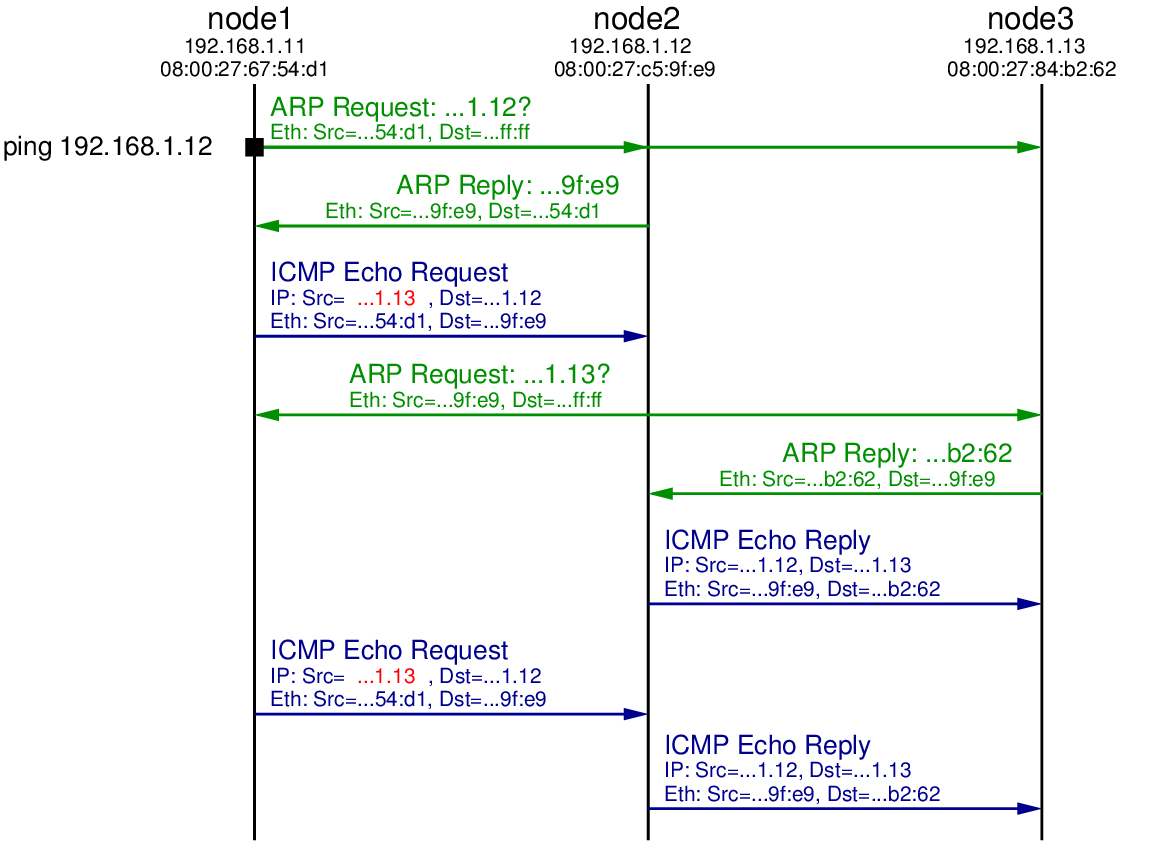 node1
192.168.1.11
08:00:27:67:54:d1
node2
192.168.1.12
08:00:27:c5:9f:e9
node3
192.168.1.13
08:00:27:84:b2:62
ping 192.168.1.12
ARP Request: ...1.12?
Eth: Src=...54:d1, Dst=...ff:ff
ARP Reply: ...9f:e9
Eth: Src=...9f:e9, Dst=...54:d1
ICMP Echo Request
IP: Src= ...1.13 , Dst=...1.12
Eth: Src=...54:d1, Dst=...9f:e9
ARP Request: ...1.13?
Eth: Src=...9f:e9, Dst=...ff:ff
ARP Reply: ...b2:62
Eth: Src=...b2:62, Dst=...9f:e9
ICMP Echo Reply
IP: Src=...1.12, Dst=...1.13
Eth: Src=...9f:e9, Dst=...b2:62
ICMP Echo Request
IP: Src= ...1.13 , Dst=...1.12
Eth: Src=...54:d1, Dst=...9f:e9
ICMP Echo Reply
IP: Src=...1.12, Dst=...1.13
Eth: Src=...9f:e9, Dst=...b2:62